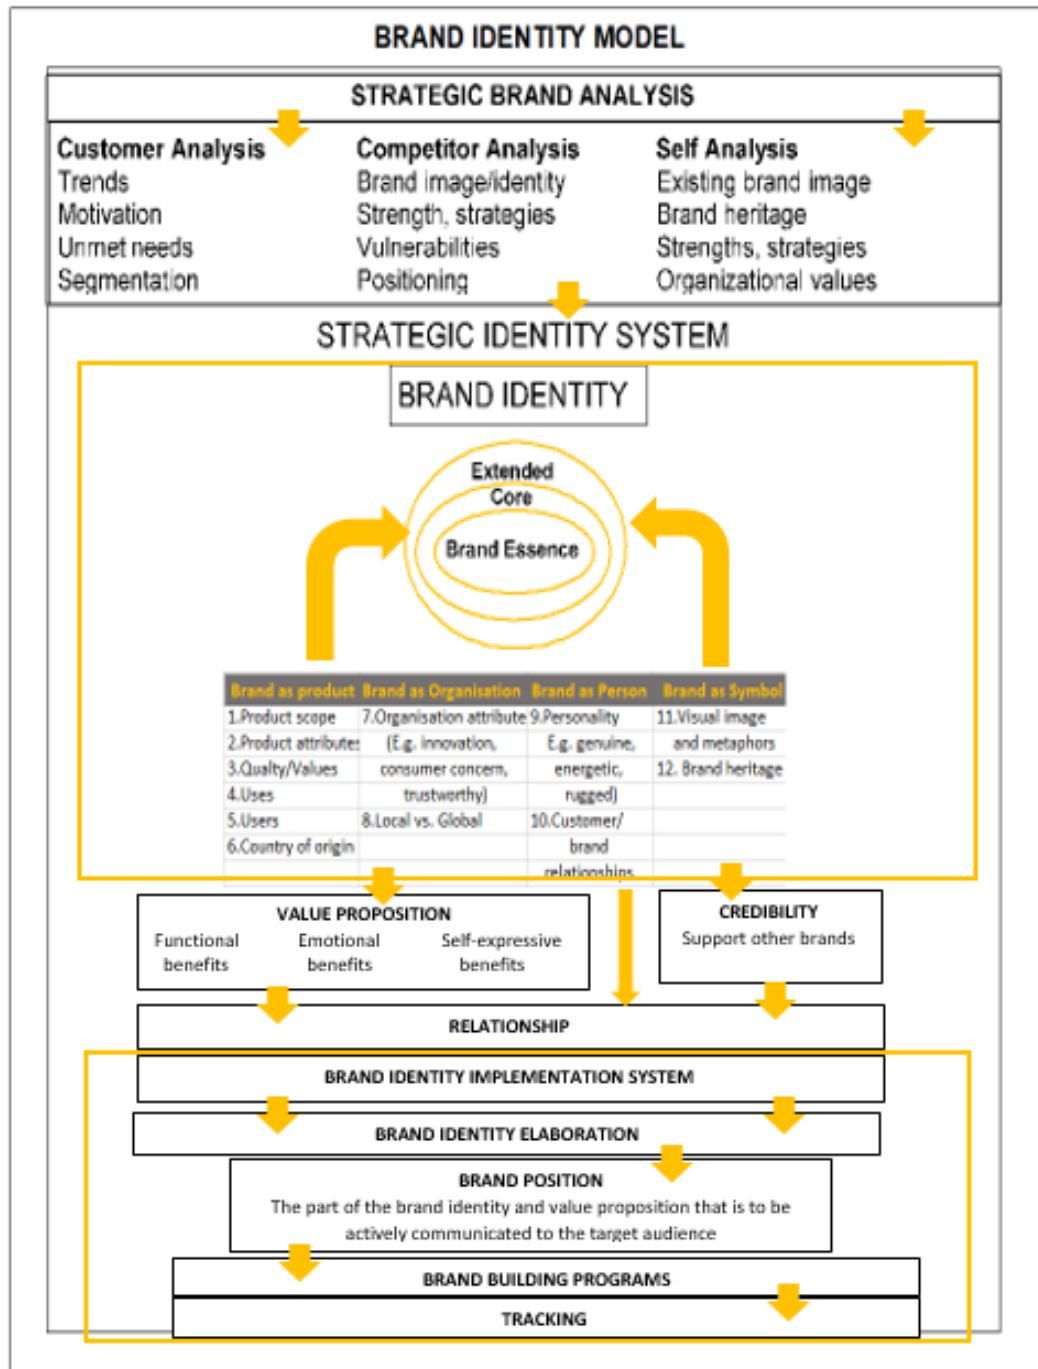 BRAND IDENTITY MODEL
STRATEGIC BRAND ANALYSIS
Customer Analysis
Trends
Motivation
Unmet needs
Segmentation
Competitor Analysis
Brand image/identity
Strength, strategies
Vulnerabilities
Positioning
Self Analysis
Existing brand image
Brand heritage
Strengths, strategies
Organizational values
STRATEGIC IDENTITY SYSTEM
BRAND IDENTITY
Extended
Core
Brand Essence
Brand as product
1.Product scope
2.Product attributes
3.Qualty/Values
4.Uses
5.Users
6.Country of origin
Brand as Organisation
7.Organisation attribute
(E.g. innovation,
consumer concern,
trustworthy)
8.Local vs. Global
Brand as Person
9.Personality
E.g. genuine,
energetic,
rugged)
10.Customer/
brand
relationships
Brand as Symbol
11.Visual image
and metaphors
12. Brand heritage
VALUE PROPOSITION
Functional
benefits
Emotional
benefits
Self-expressive
benefits
CREDIBILITY
Support other brands
RELATIONSHIP
BRAND IDENTITY IMPLEMENTATION SYSTEM
BRAND IDENTITY ELABORATION
BRAND POSITION
The part of the brand identity and value proposition that is to be
actively communicated to the target audience
BRAND BUILDING PROGRAMS
TRACKING